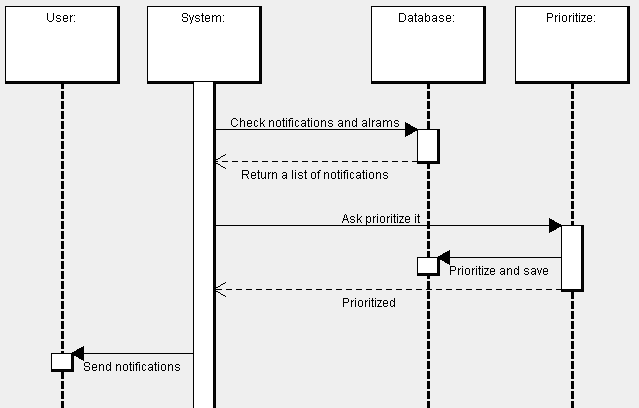 User:
System:
Database:
Prioritize:
Check notifications and alrams
Return a list of notifications
Ask prioritize it
Prioritize and save
Prioritized
Send notifications